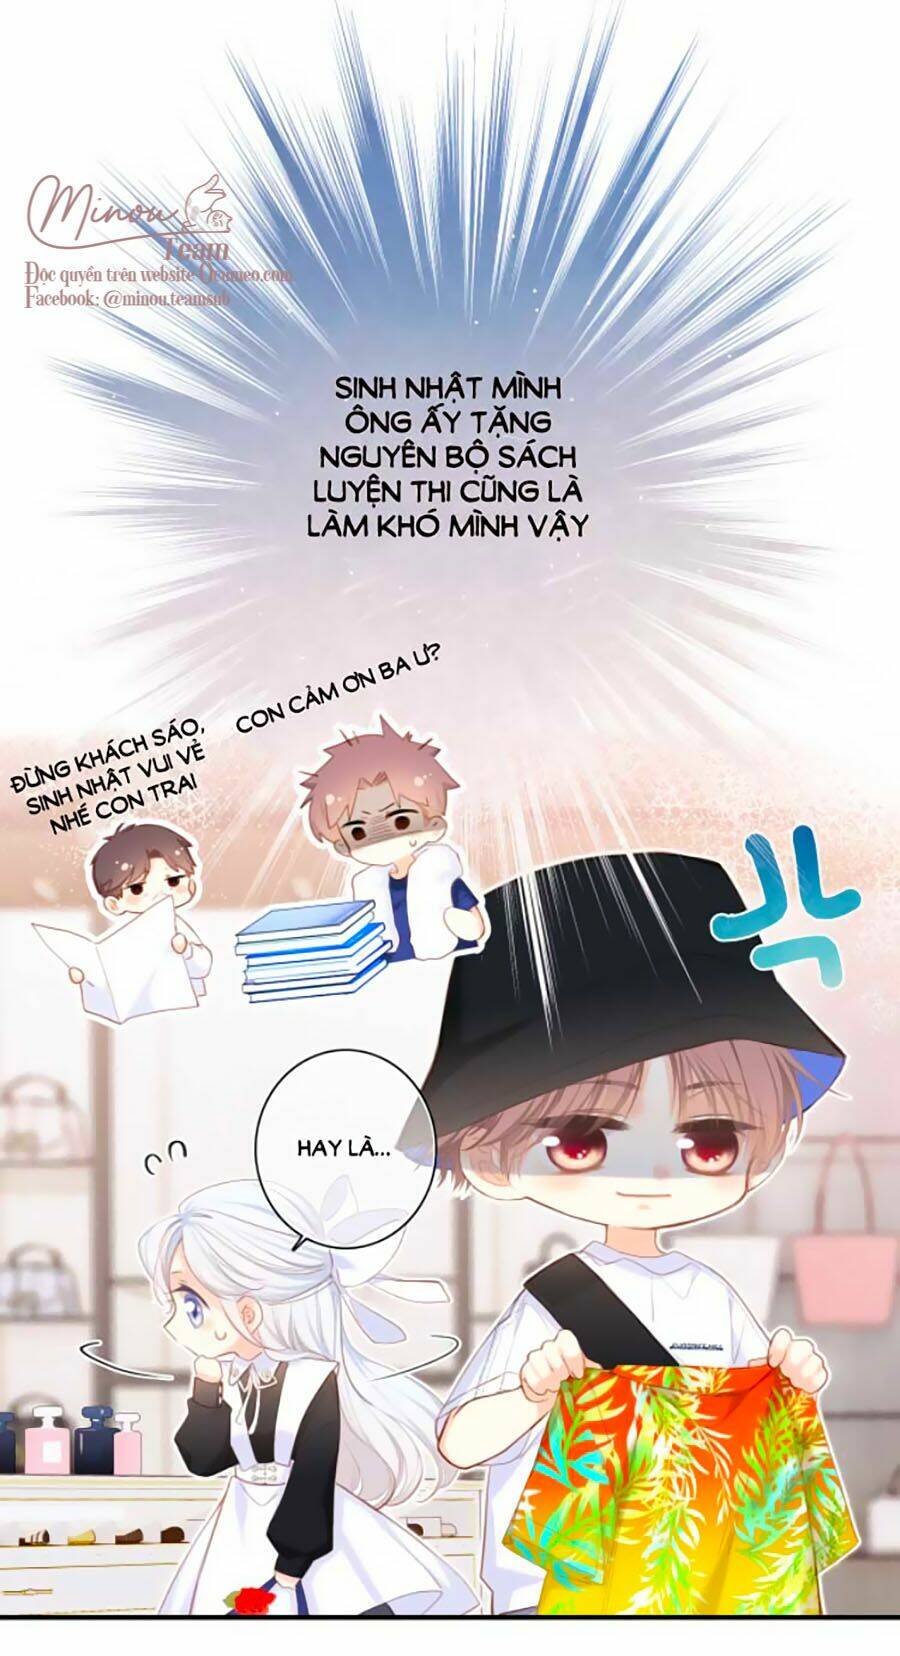 Minou
Team
Độc quyền trên website Ocumeo.com
Facebook: @minou.teamsub
SINH NHẬT MÌNH
ÔNG ẤY TẶNG
NGUYÊN BỘ SÁCH
LUYỆN THI CŨNG LÀ
LÀM KHÓ MÌNH VẬY
CON CẢM ƠN BA Ư?
ĐỪNG KHÁCH SÁO,
SINH NHẬT VUI VẺ
NHÉ CON TRAI
HAY LÀ...